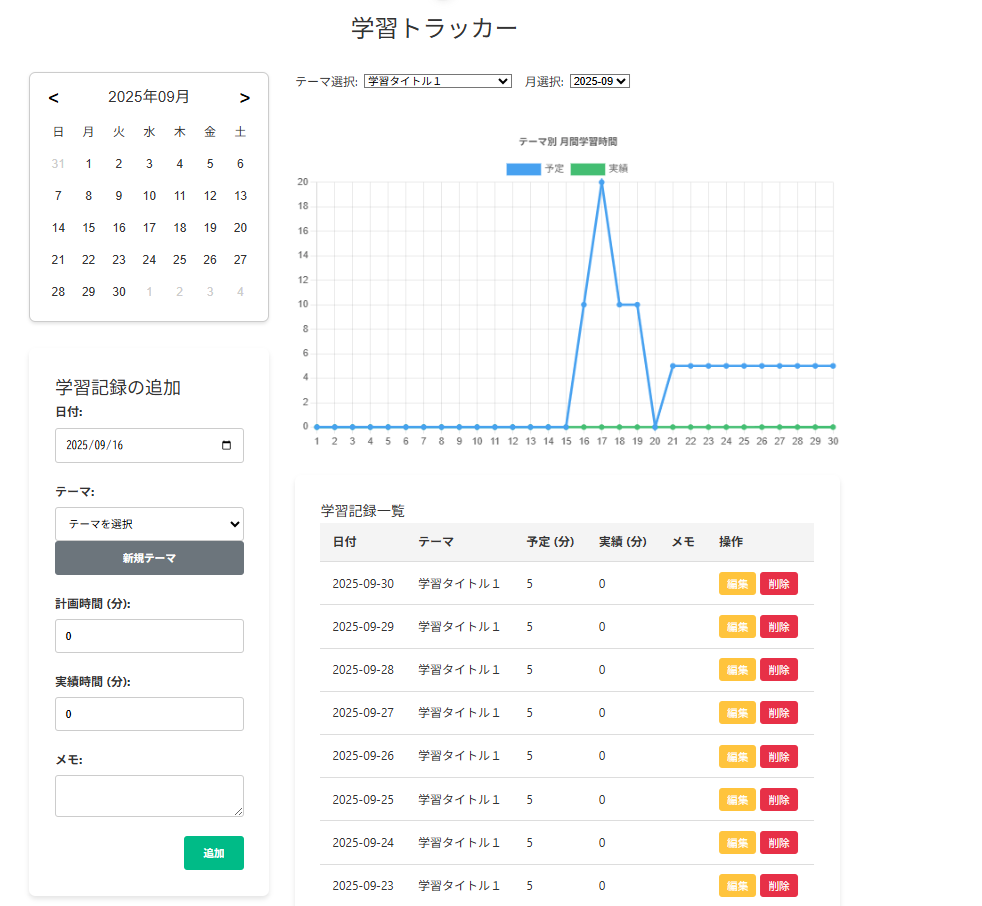 学習トラッカー
< 2025年09月 >
日 月 火 水 木 金 土
31 1 2 3 4 5 6
7 8 9 10 11 12 13
14 15 16 17 18 19 20
21 22 23 24 25 26 27
28 29 30 1 2 3 4
学習記録の追加
日付:
2025/09/16
テーマ:
テーマを選択
新規テーマ
計画時間 (分):
0
実績時間 (分):
0
メモ:
追加
テーマ選択: 学習タイトル１ 月選択: 2025-09
テーマ別 月間学習時間
予定 実績
20
18
16
14
12
10
8
6
4
2
0
1 2 3 4 5 6 7 8 9 10 11 12 13 14 15 16 17 18 19 20 21 22 23 24 25 26 27 28 29 30
学習記録一覧
日付 テーマ 予定 (分) 実績 (分) メモ 操作
2025-09-30 学習タイトル１ 5 0 編集 削除
2025-09-29 学習タイトル１ 5 0 編集 削除
2025-09-28 学習タイトル１ 5 0 編集 削除
2025-09-27 学習タイトル１ 5 0 編集 削除
2025-09-26 学習タイトル１ 5 0 編集 削除
2025-09-25 学習タイトル１ 5 0 編集 削除
2025-09-24 学習タイトル１ 5 0 編集 削除
2025-09-23 学習タイトル１ 5 0 編集 削除